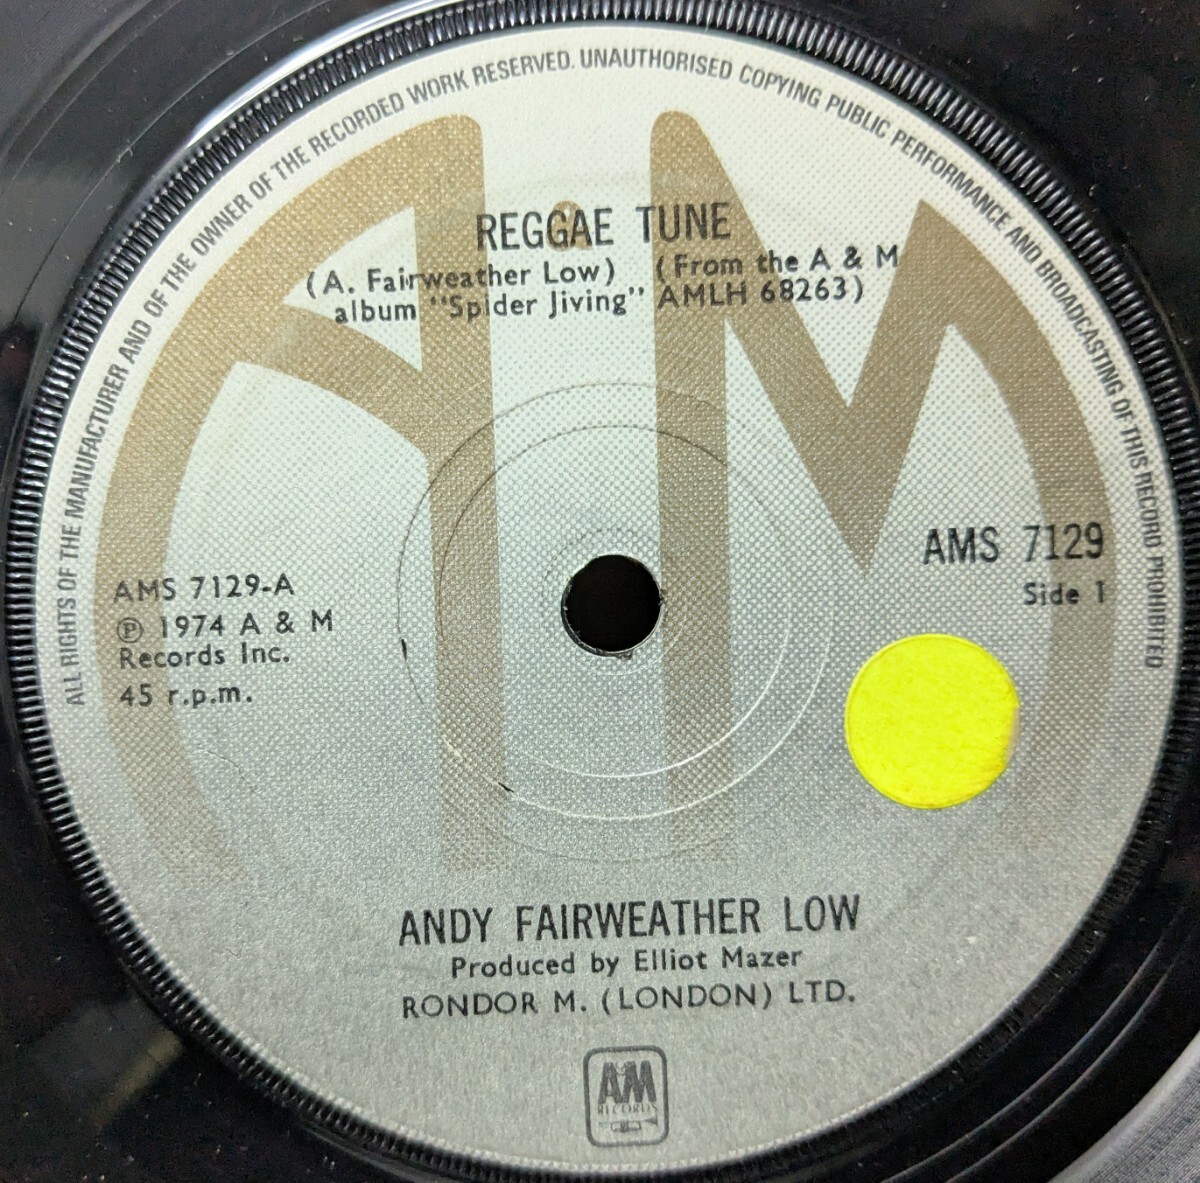 ALL RIGHTS OF THE MANUFACTURER AND OF THE OWNER OF THE RECORDED WORK RESERVED. UNAUTHORISED COPYING PUBLIC PERFORMANCE AND BROADCASTING OF THIS RECORD PROHIBITED
REGGAE TUNE
(A. Fairweather Low) (From the A & M
album "Spider Jiving" AMLH 68263)
AMS 7129
Side 1
AMS 7129-A
Ⓟ 1974 A & M
Records Inc.
45 r.p.m.
ANDY FAIRWEATHER LOW
Produced by Elliot Mazer
RONDOR M. (LONDON) LTD.
AM
RECORDS